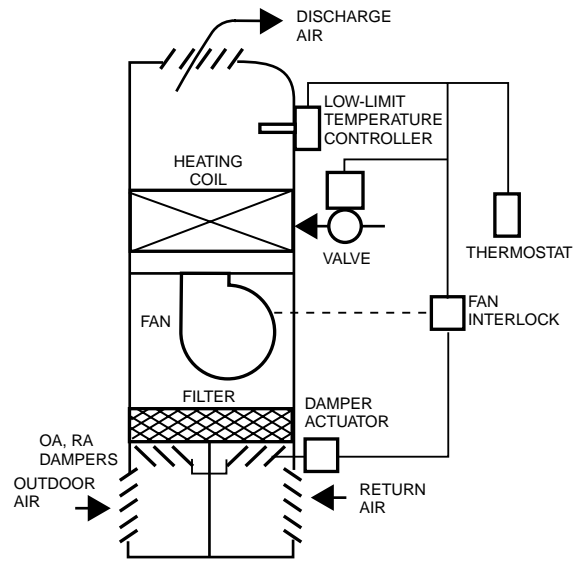 DISCHARGE
AIR
LOW-LIMIT
TEMPERATURE
CONTROLLER
HEATING
COIL
VALVE
THERMOSTAT
FAN
FAN
INTERLOCK
FILTER
DAMPER
ACTUATOR
OA, RA
DAMPERS
OUTDOOR
AIR
RETURN
AIR